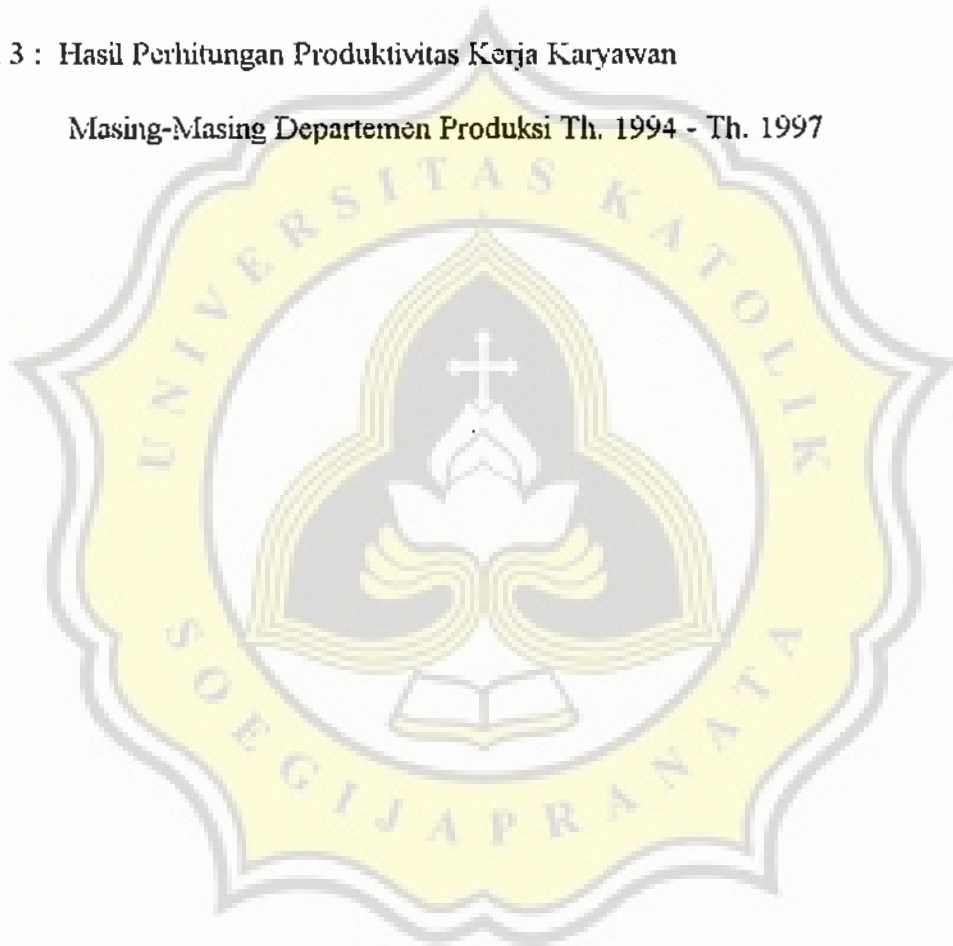 3 : Hasil Perhitungan Produktivitas Kerja Karyawan
Masing-Masing Departemen Produksi Th. 1994 - Th. 1997
UNIVERSITAS KATOLIK
SOEGIJAPRANATA